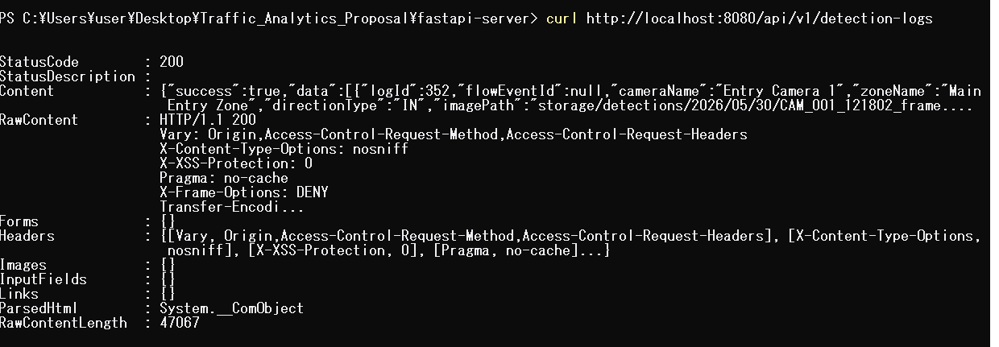 PS C:¥Users¥user¥Desktop¥Traffic_Analytics_Proposal¥fastapi-server> curl http://localhost:8080/api/v1/detection-logs
StatusCode : 200
StatusDescription :
Content : {"success":true,"data":[{"logId":352,"flowEventId":null,"cameraName":"Entry Camera 1","zoneName":"Main
Entry Zone","directionType":"IN","imagePath":"storage/detections/2026/05/30/CAM_001_121802_frame....
RawContent : HTTP/1.1 200
Vary: Origin,Access-Control-Request-Method,Access-Control-Request-Headers
X-Content-Type-Options: nosniff
X-XSS-Protection: 0
Pragma: no-cache
X-Frame-Options: DENY
Transfer-Encodi...
Forms : {}
Headers : {[Vary, Origin,Access-Control-Request-Method,Access-Control-Request-Headers], [X-Content-Type-Options,
nosniff], [X-XSS-Protection, 0], [Pragma, no-cache]...}
Images : {}
InputFields : {}
Links : {}
ParsedHtml : System.__ComObject
RawContentLength : 47067